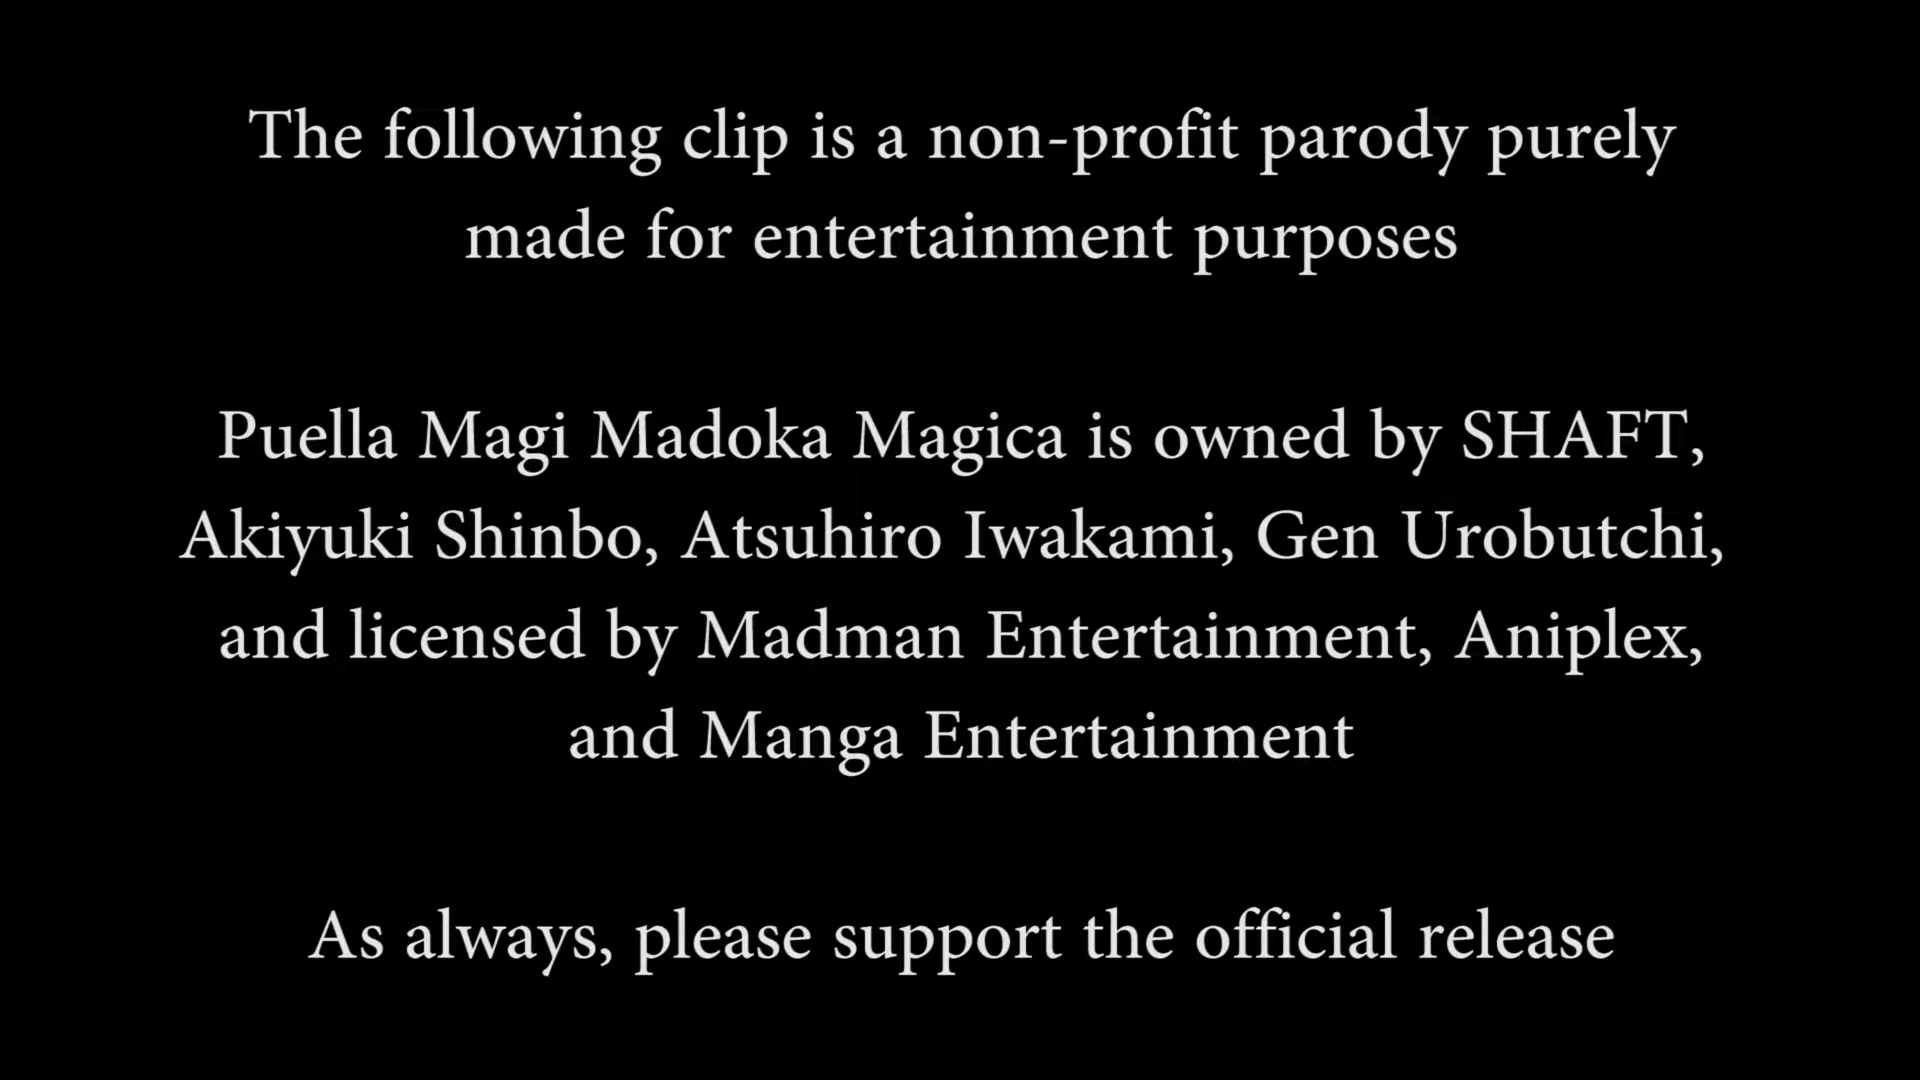 The following clip is a non-profit parody purely
made for entertainment purposes
Puella Magi Madoka Magica is owned by SHAFT,
Akiyuki Shinbo, Atsuhiro Iwakami, Gen Urobutchi,
and licensed by Madman Entertainment, Aniplex,
and Manga Entertainment
As always, please support the official release